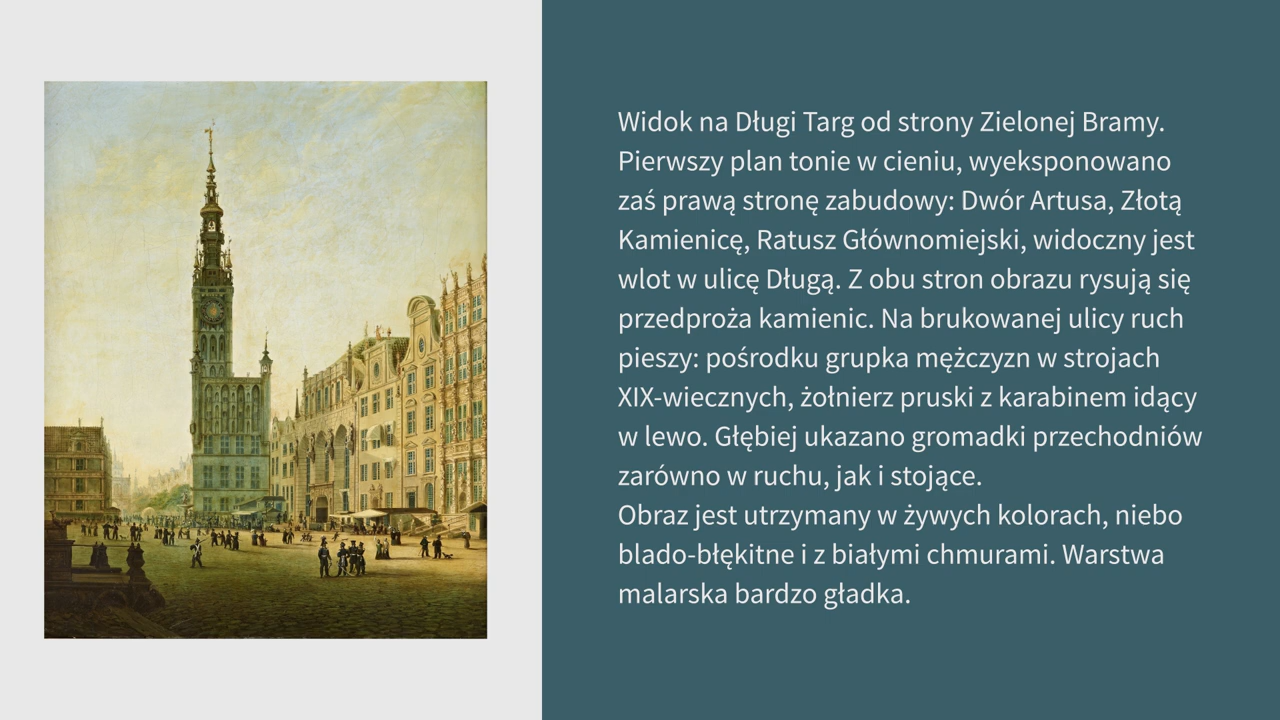 Widok na Długi Targ od strony Zielonej Bramy.
Pierwszy plan tonie w cieniu, wyeksponowano
zaś prawą stronę zabudowy: Dwór Artusa, Złotą
Kamienicę, Ratusz Głównomiejski, widoczny jest
wlot w ulicę Długą. Z obu stron obrazu rysują się
przedproża kamienic. Na brukowanej ulicy ruch
pieszy: pośrodku grupka mężczyzn w strojach
XIX-wiecznych, żołnierz pruski z karabinem idący
w lewo. Głębiej ukazano gromadki przechodniów
zarówno w ruchu, jak i stojące.
Obraz jest utrzymany w żywych kolorach, niebo
blado-błękitne i z białymi chmurami. Warstwa
malarska bardzo gładka.